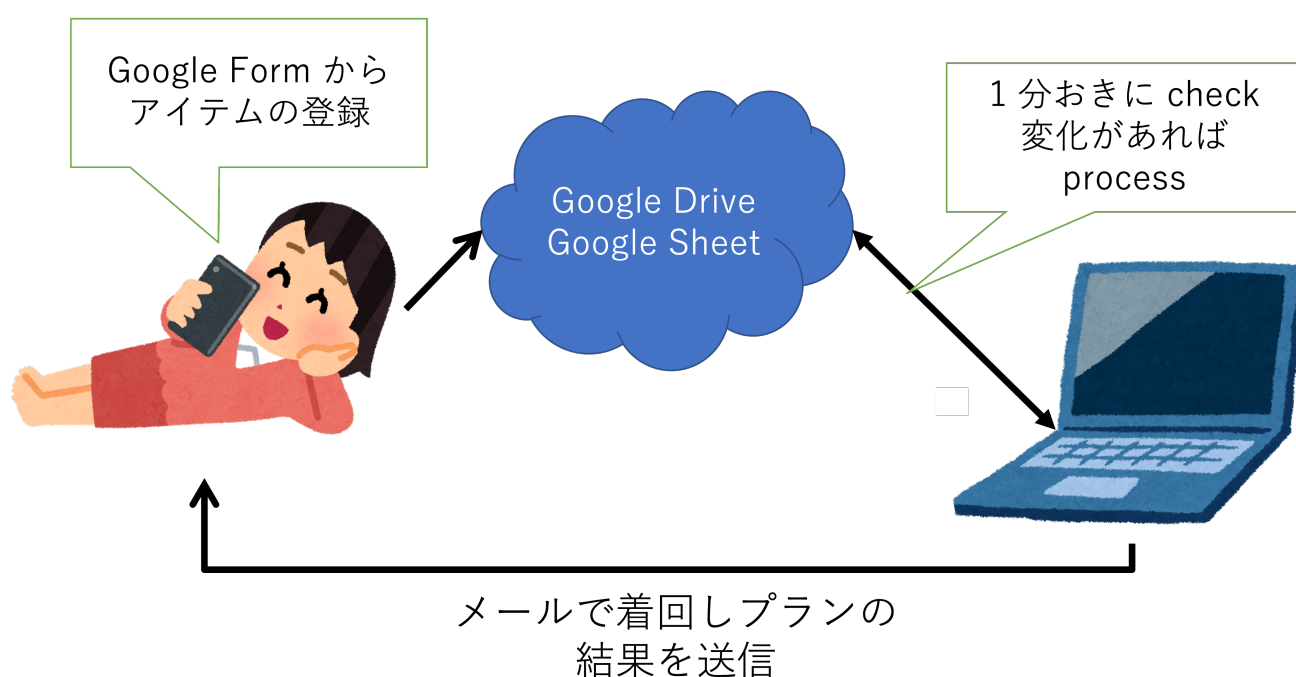 Google Form から
アイテムの登録
Google Drive
Google Sheet
1 分おきに check
変化があれば
process
メールで着回しプランの
結果を送信